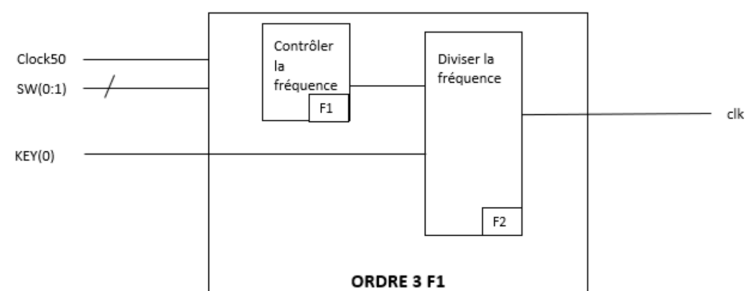 Clock50
SW(0:1)
KEY(0)
Contrôler
la
fréquence
F1
Diviser la
fréquence
F2
clk
ORDRE 3 F1